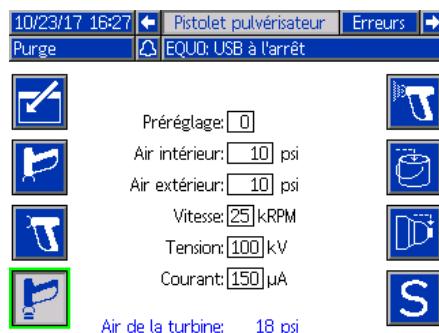 10/23/17 16:27 Pistolet pulvérisateur Erreurs
Purge EQU0: USB à l'arrêt
Préréglage: 0
Air intérieur: 10 psi
Air extérieur: 10 psi
Vitesse: 25 kRPM
Tension: 100 kV
Courant: 150 µA
S
Air de la turbine: 18 psi